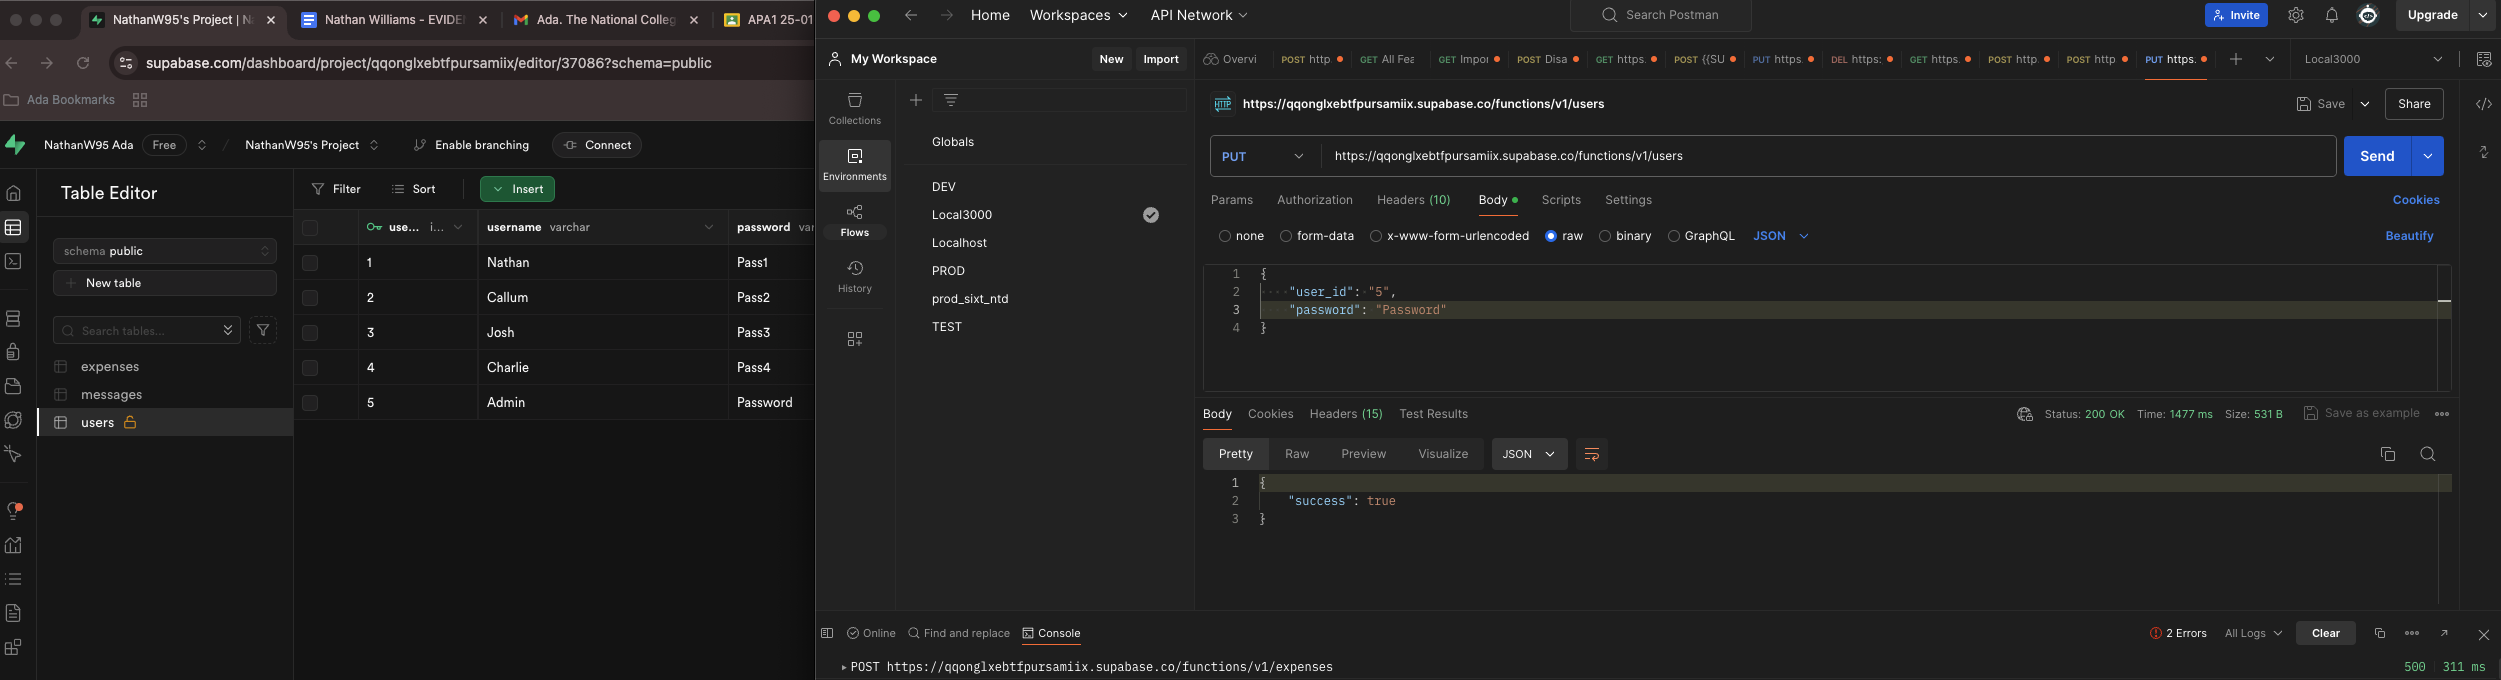 NathanW95's Project | Na
Nathan Williams - EVIDEN
Ada. The National Colleg
APA1 25-01
supabase.com/dashboard/project/qqonglxebtfpursamiix/editor/37086?schema=public
Ada Bookmarks
NathanW95 Ada
Free
/
NathanW95's Project
Enable branching
Connect
Table Editor
schema public
New table
Search tables...
expenses
messages
users
Filter
Sort
Insert
use... i... username varchar password var
1 Nathan Pass1
2 Callum Pass2
3 Josh Pass3
4 Charlie Pass4
5 Admin Password
Home Workspaces API Network
Search Postman
Invite
Upgrade
My Workspace
New Import
Overvi
POST http
GET All Fea
GET Impor
POST Disa
GET https.
POST {{SU
PUT https.
DEL https:
GET https.
POST http.
POST http
PUT https.
Local3000
Collections
Environments
Flows
History
Globals
DEV
Local3000
Localhost
PROD
prod_sixt_ntd
TEST
HTTP https://qqonglxebtfpursamiix.supabase.co/functions/v1/users
Save
Share
PUT https://qqonglxebtfpursamiix.supabase.co/functions/v1/users
Send
Params Authorization Headers (10) Body Scripts Settings
Cookies
none form-data x-www-form-urlencoded raw binary GraphQL JSON
Beautify
1 {
2 "user_id": "5",
3 "password": "Password"
4 }
Body Cookies Headers (15) Test Results
Status: 200 OK Time: 1477 ms Size: 531 B
Save as example
Pretty Raw Preview Visualize JSON
1 {
2 "success": true
3 }
Online Find and replace Console
2 Errors All Logs Clear
POST https://qqonglxebtfpursamiix.supabase.co/functions/v1/expenses
500 311 ms